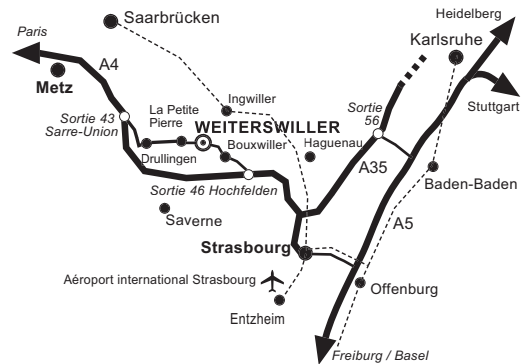 Heidelberg
Saarbrücken
Paris
Karlsruhe
A4
Metz
Stuttgart
Ingwiller
La Petite
Pierre
Sortie
56
Sortie 43
Sarre-Union
WEITERSWILLER
Bouxwiller
Haguenau
Drullingen
A35
Sortie 46 Hochfelden
Baden-Baden
Saverne
A5
Strasbourg
Aéroport international Strasbourg
Offenburg
Entzheim
Freiburg / Basel